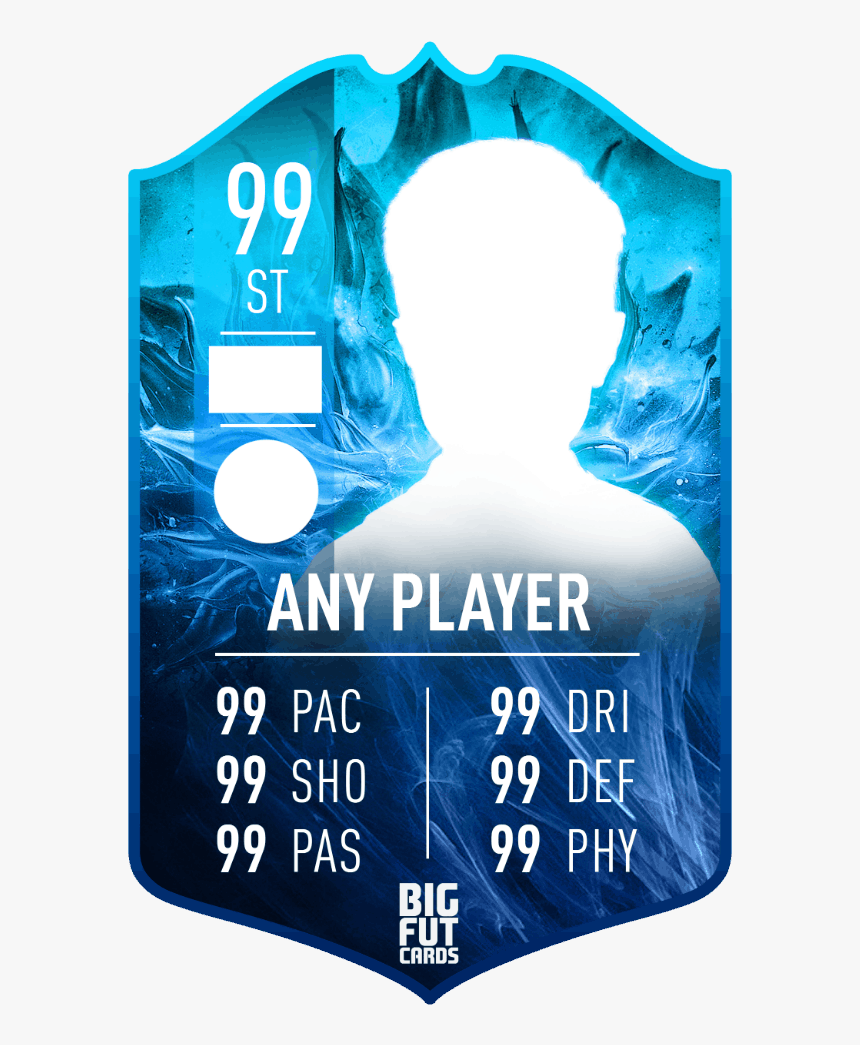 99
ST
ANY PLAYER
99 PAC 99 DRI
99 SHO 99 DEF
99 PAS 99 PHY
BIG
FUT
CARDS